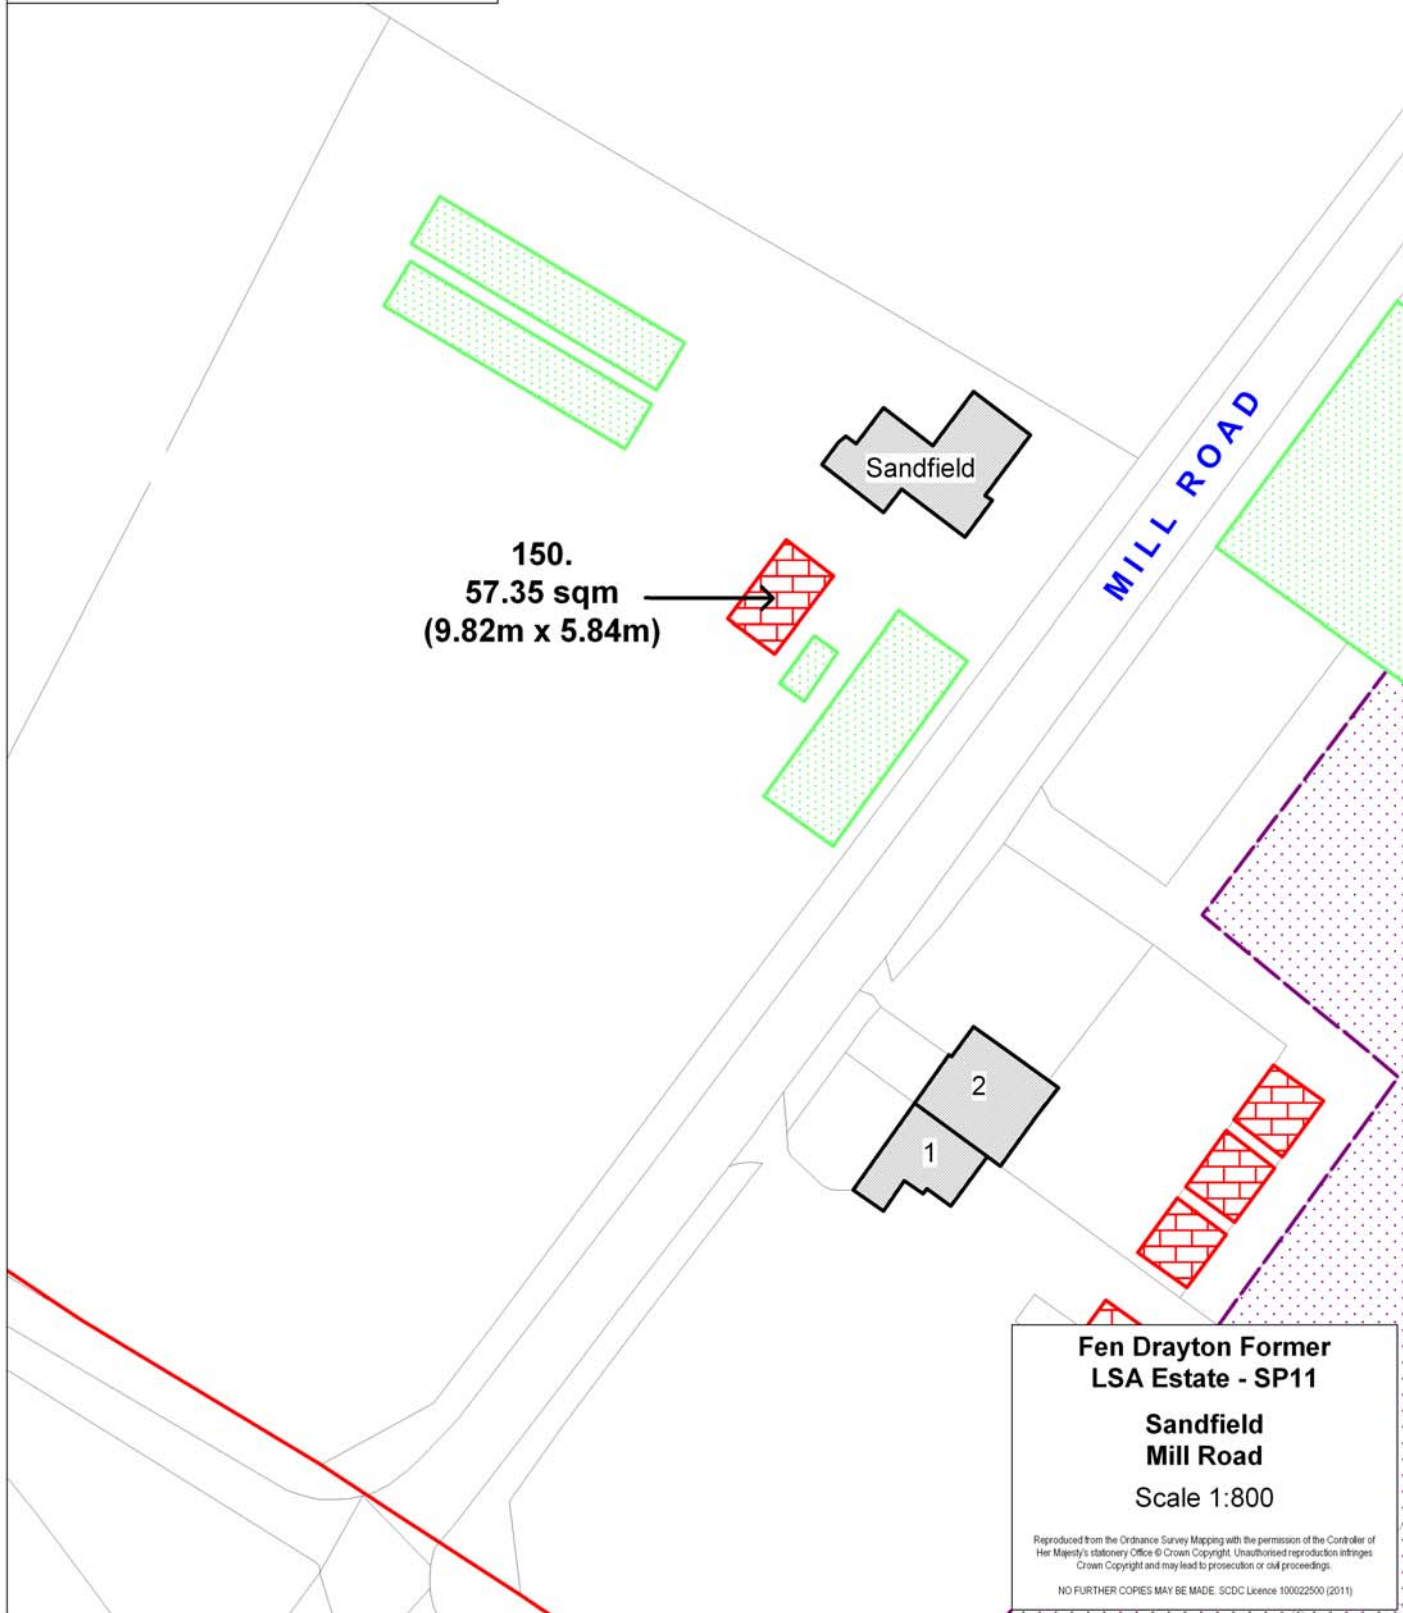 MILL ROAD
Sandfield
150.
57.35 sqm
(9.82m x 5.84m)
2
1
Fen Drayton Former
LSA Estate - SP11
Sandfield
Mill Road
Scale 1:800
Reproduced from the Ordnance Survey Mapping with the permission of the Controller of
Her Majesty's stationery Office © Crown Copyright. Unauthorised reproduction infringes
Crown Copyright and may lead to prosecution or civil proceedings.
NO FURTHER COPIES MAY BE MADE. SCDC Licence 100022500 (2011)